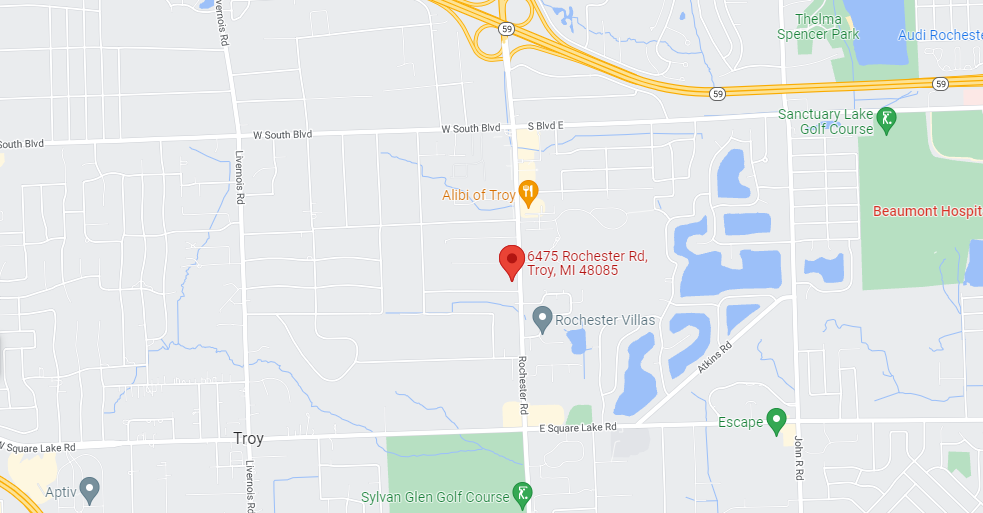 Livernois Rd
59
Thelma
Spencer Park
Audi Rocheste
59
59
Sanctuary Lake
Golf Course
S Blvd E
W South Blvd
W South Blvd
South Blvd
Livernois Rd
Alibi of Troy
Beaumont Hospit
6475 Rochester Rd,
Troy, MI 48085
Rochester Villas
Atkins Rd
Rochester Rd
Escape
E Square Lake Rd
Troy
W Square Lake Rd
John R Rd
Livernois Rd
Aptiv
Sylvan Glen Golf Course